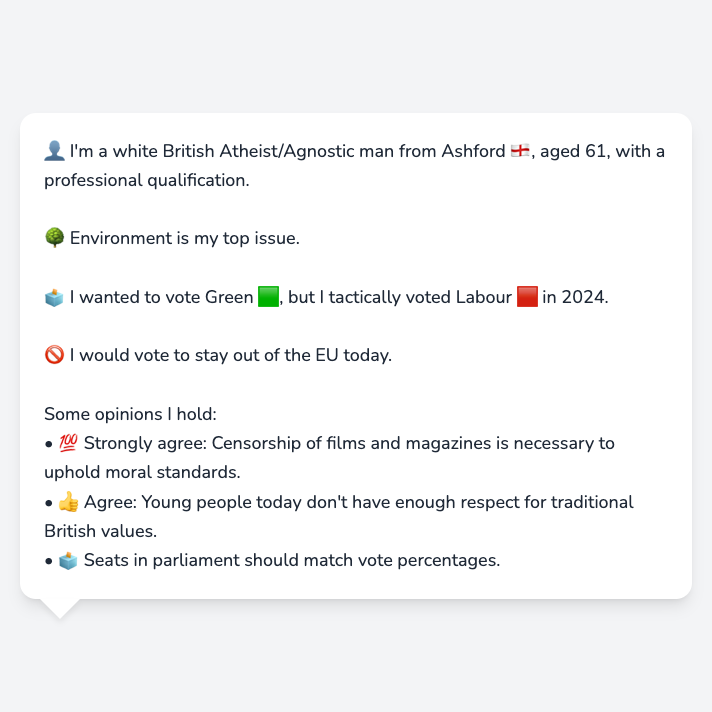 👤 I'm a white British Atheist/Agnostic man from Ashford 🏴󠁧󠁢󠁥󠁮󠁧󠁿, aged 61, with a
professional qualification.
🌳 Environment is my top issue.
🗳️ I wanted to vote Green 🟩, but I tactically voted Labour 🟥 in 2024.
🚫 I would vote to stay out of the EU today.
Some opinions I hold:
• 💯 Strongly agree: Censorship of films and magazines is necessary to
uphold moral standards.
• 👍 Agree: Young people today don't have enough respect for traditional
British values.
• 🗳️ Seats in parliament should match vote percentages.